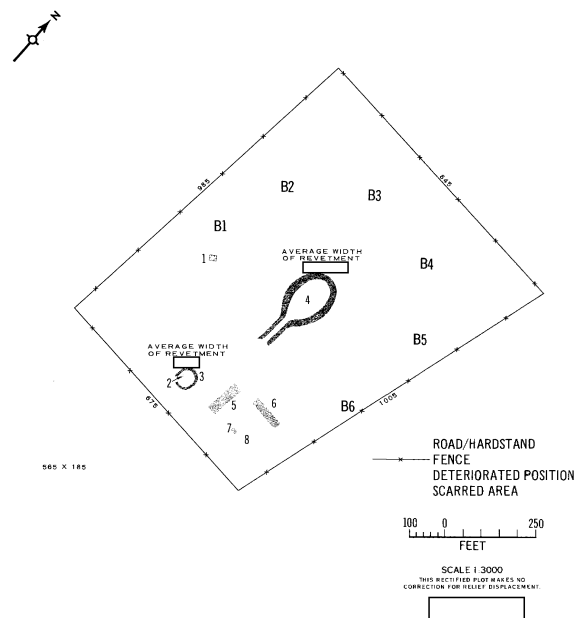 N
985
645
B2
B3
B1
1
AVERAGE WIDTH
OF REVETMENT
B4
4
B5
AVERAGE WIDTH
OF REVETMENT
2
3
5
6
B6
7
8
675
1005
565 X 185
ROAD/HARDSTAND
FENCE
DETERIORATED POSITION
SCARRED AREA
100 0 250
FEET
SCALE 1:3000
THIS RECTIFIED PLOT MAKES NO
CORRECTION FOR RELIEF DISPLACEMENT.